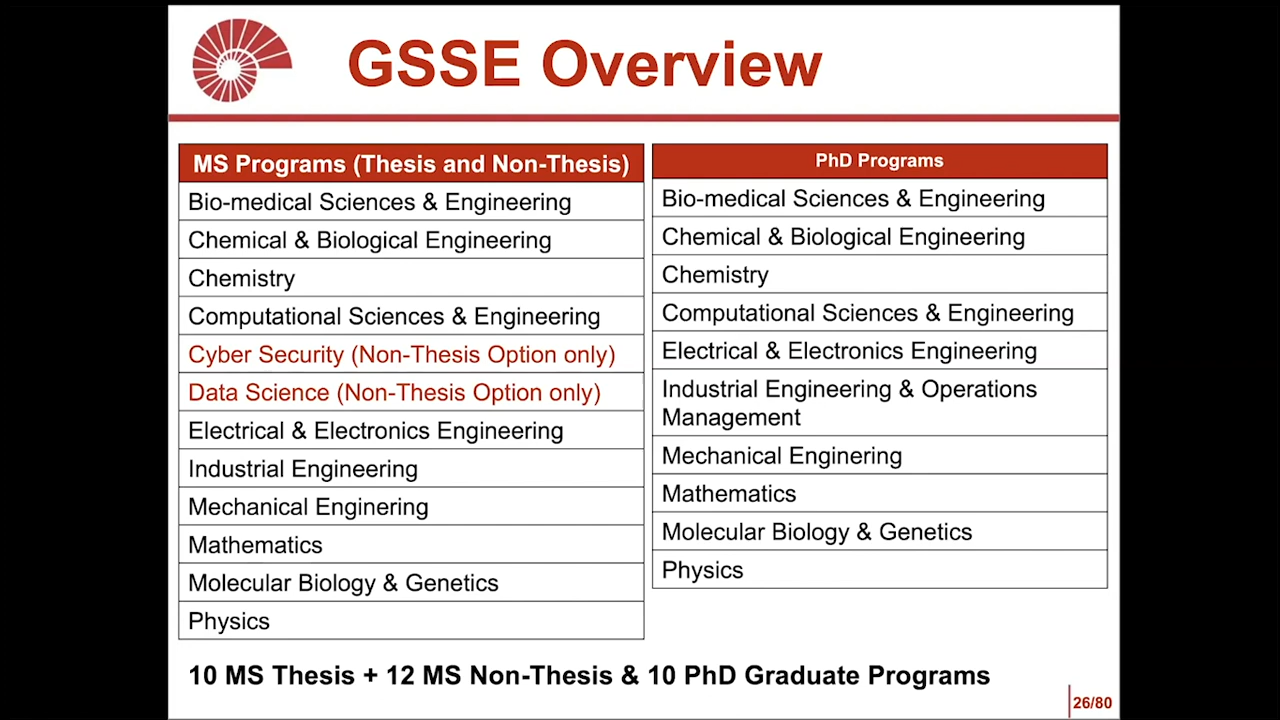 GSSE Overview
MS Programs (Thesis and Non-Thesis)
Bio-medical Sciences & Engineering
Chemical & Biological Engineering
Chemistry
Computational Sciences & Engineering
Cyber Security (Non-Thesis Option only)
Data Science (Non-Thesis Option only)
Electrical & Electronics Engineering
Industrial Engineering
Mechanical Enginering
Mathematics
Molecular Biology & Genetics
Physics
PhD Programs
Bio-medical Sciences & Engineering
Chemical & Biological Engineering
Chemistry
Computational Sciences & Engineering
Electrical & Electronics Engineering
Industrial Engineering & Operations
Management
Mechanical Enginering
Mathematics
Molecular Biology & Genetics
Physics
10 MS Thesis + 12 MS Non-Thesis & 10 PhD Graduate Programs
26/80